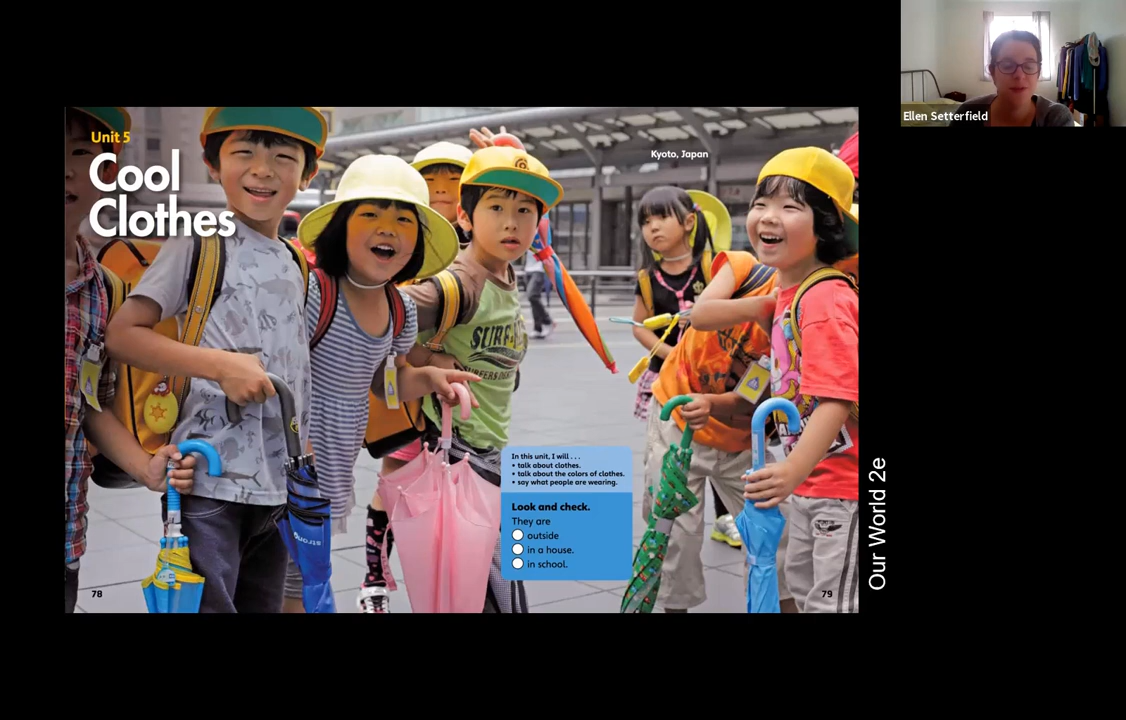 Unit 5
Cool
Clothes
Kyoto, Japan
SURF
In this unit, I will . . .
• talk about clothes.
• talk about the colors of clothes.
• say what people are wearing.
Look and check.
They are
outside
in a house.
in school.
strong
78
79
Our World 2e
Ellen Setterfield